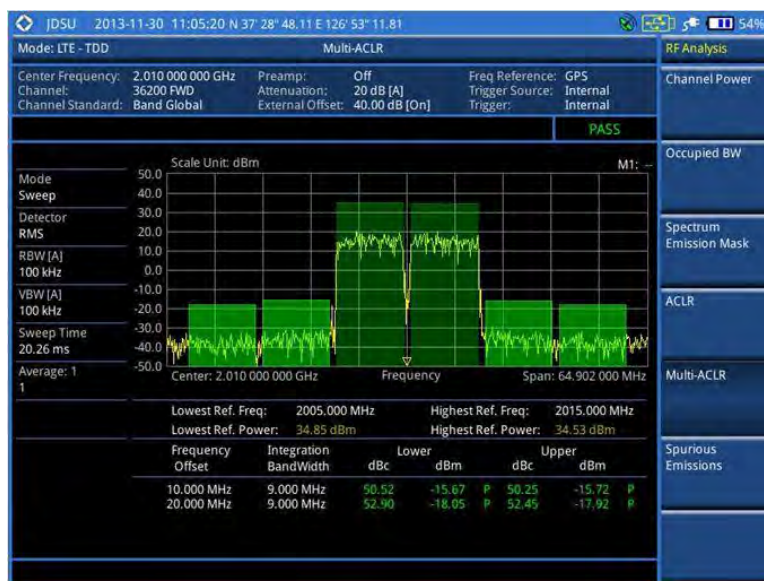 JDSU 2013-11-30 11:05:20 N 37° 28" 48.11 E 126° 53" 11.81 54%
Mode: LTE - TDD Multi-ACLR RF Analysis
Center Frequency: 2.010 000 000 GHz Preamp: Off Freq Reference: GPS
Channel: 36200 FWD Attenuation: 20 dB [A] Trigger Source: Internal
Channel Standard: Band Global External Offset: 40.00 dB [On] Trigger: Internal
Channel Power
PASS
Occupied BW
Spectrum
Emission Mask
ACLR
Multi-ACLR
Spurious
Emissions
Scale Unit: dBm M1: --
Mode
Sweep
Detector
RMS
RBW [A]
100 kHz
VBW [A]
100 kHz
Sweep Time
20.26 ms
Average: 1
1
50.0
40.0
30.0
20.0
10.0
0.0
-10.0
-20.0
-30.0
-40.0
-50.0
Center: 2.010 000 000 GHz Frequency Span: 64.902 000 MHz
Lowest Ref. Freq: 2005.000 MHz Highest Ref. Freq: 2015.000 MHz
Lowest Ref. Power: 34.85 dBm Highest Ref. Power: 34.53 dBm
Frequency Integration Lower Upper
Offset BandWidth dBc dBm dBc dBm
10.000 MHz 9.000 MHz 50.52 -15.67 P 50.25 -15.72 P
20.000 MHz 9.000 MHz 52.90 -18.05 P 52.45 -17.92 P